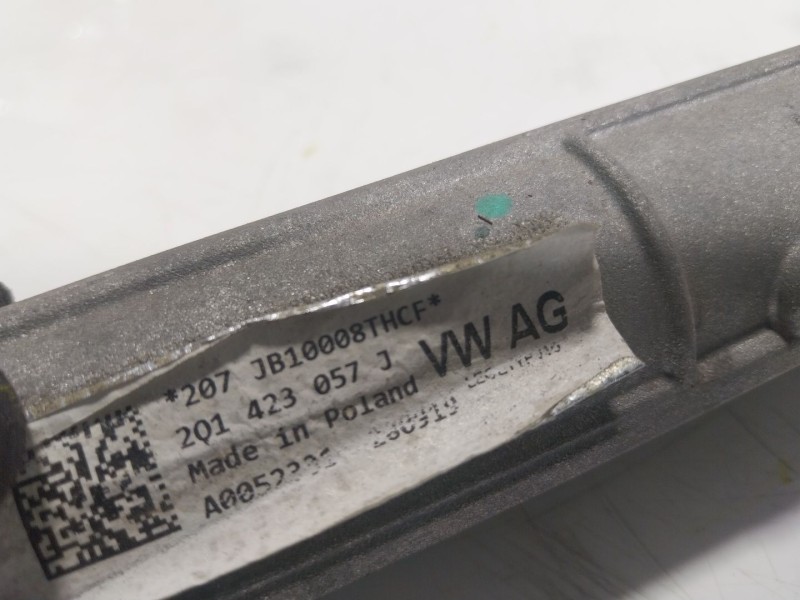 *207 JB10008THCF*
2Q1 423 057 J VW AG
Made in Poland